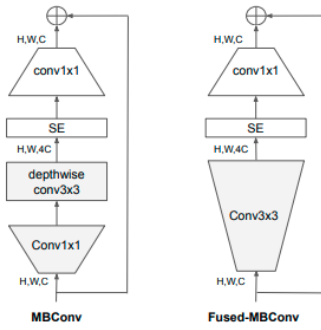 H,W,C
conv1x1
SE
H,W,4C
depthwise
conv3x3
Conv1x1
H,W,C
MBConv
H,W,C
conv1x1
SE
H,W,4C
Conv3x3
H,W,C
Fused-MBConv